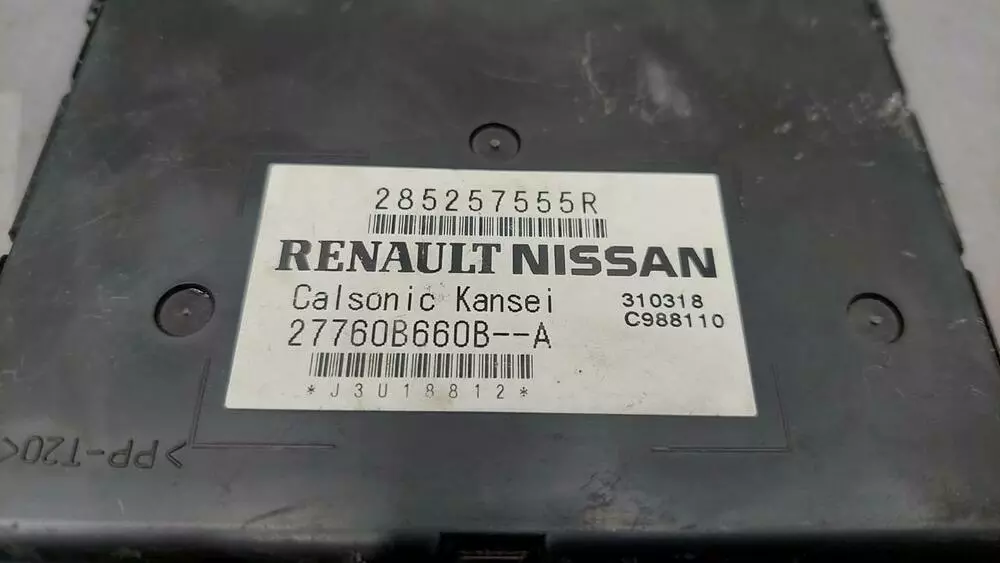 285257555R
RENAULT NISSAN
Calsonic Kansei
310318
C988110
27760B660B--A
*J3U18812*
>PP-T20<